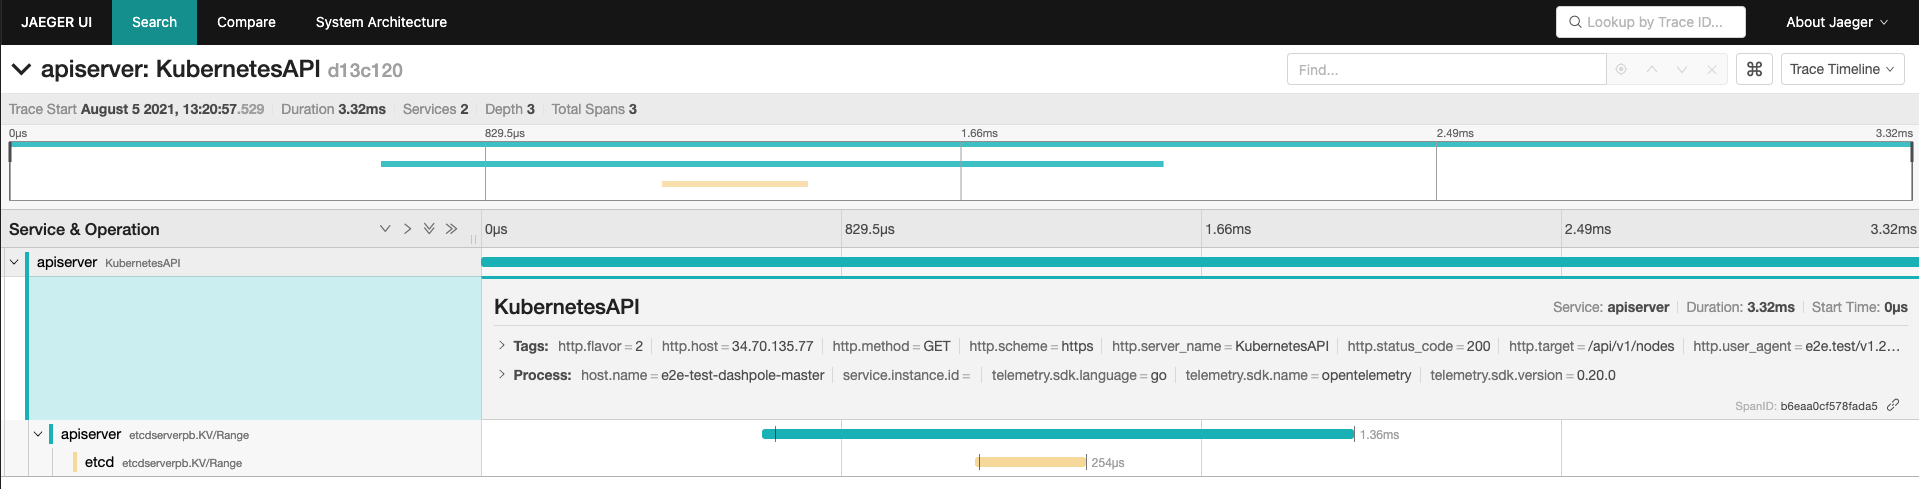 JAEGER UI Search Compare System Architecture Lookup by Trace ID... About Jaeger
apiserver: KubernetesAPI d13c120 Find... ⌘ Trace Timeline
Trace Start August 5 2021, 13:20:57.529 Duration 3.32ms Services 2 Depth 3 Total Spans 3
0μs 829.5μs 1.66ms 2.49ms 3.32ms
Service & Operation 0μs 829.5μs 1.66ms 2.49ms 3.32ms
apiserver KubernetesAPI
KubernetesAPI Service: apiserver Duration: 3.32ms Start Time: 0μs
Tags: http.flavor = 2 http.host = 34.70.135.77 http.method = GET http.scheme = https http.server_name = KubernetesAPI http.status_code = 200 http.target = /api/v1/nodes http.user_agent = e2e.test/v1.2...
Process: host.name = e2e-test-dashpole-master service.instance.id = telemetry.sdk.language = go telemetry.sdk.name = opentelemetry telemetry.sdk.version = 0.20.0
SpanID: b6eaa0cf578fada5
apiserver etcdserverpb.KV/Range 1.36ms
etcd etcdserverpb.KV/Range 254μs